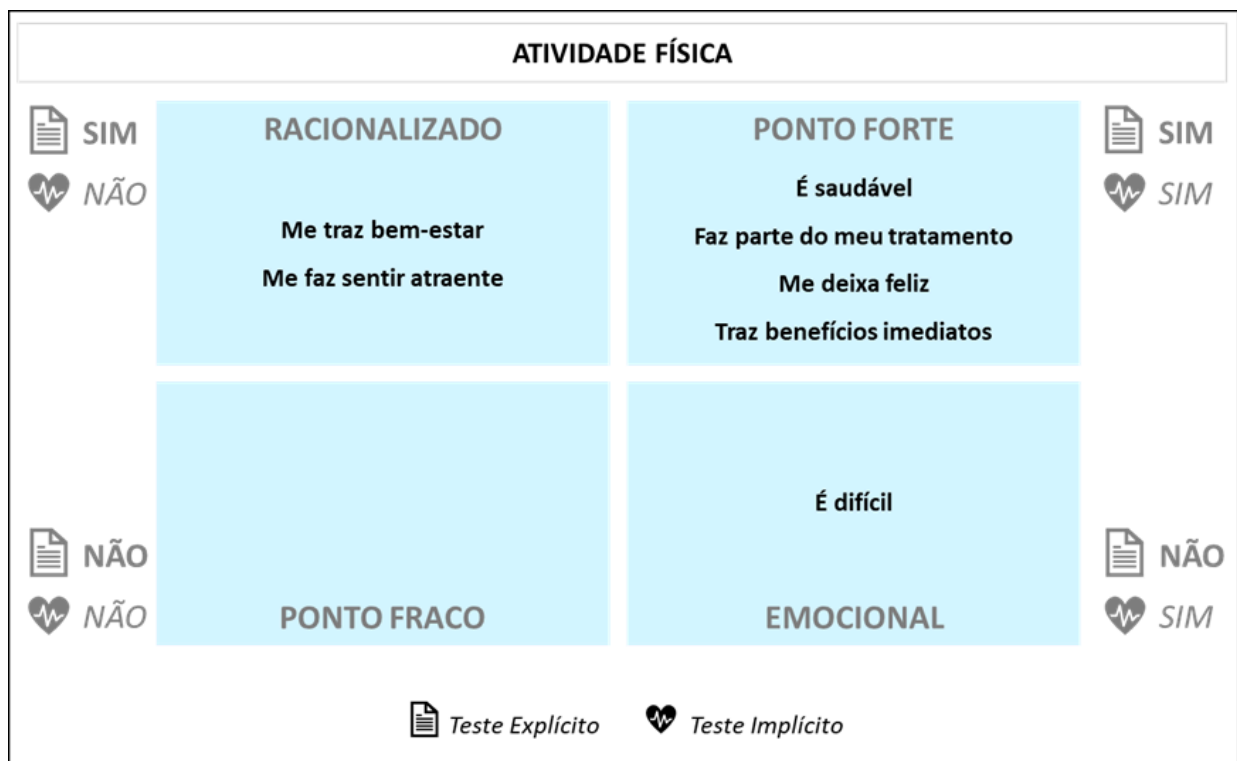 ATIVIDADE FÍSICA
SIM
NÃO
RACIONALIZADO
Me traz bem-estar
Me faz sentir atraente
PONTO FORTE
É saudável
Faz parte do meu tratamento
Me deixa feliz
Traz benefícios imediatos
SIM
SIM
NÃO
NÃO
PONTO FRACO
É difícil
EMOCIONAL
NÃO
SIM
Teste Explícito
Teste Implícito